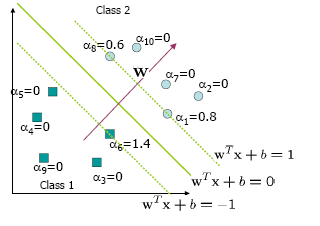 Class 2
α10=0
α8=0.6
w
α7=0
α2=0
α5=0
α1=0.8
α4=0
α6=1.4
wᵀx + b = 1
α9=0
α3=0
wᵀx + b = 0
Class 1
wᵀx + b = −1